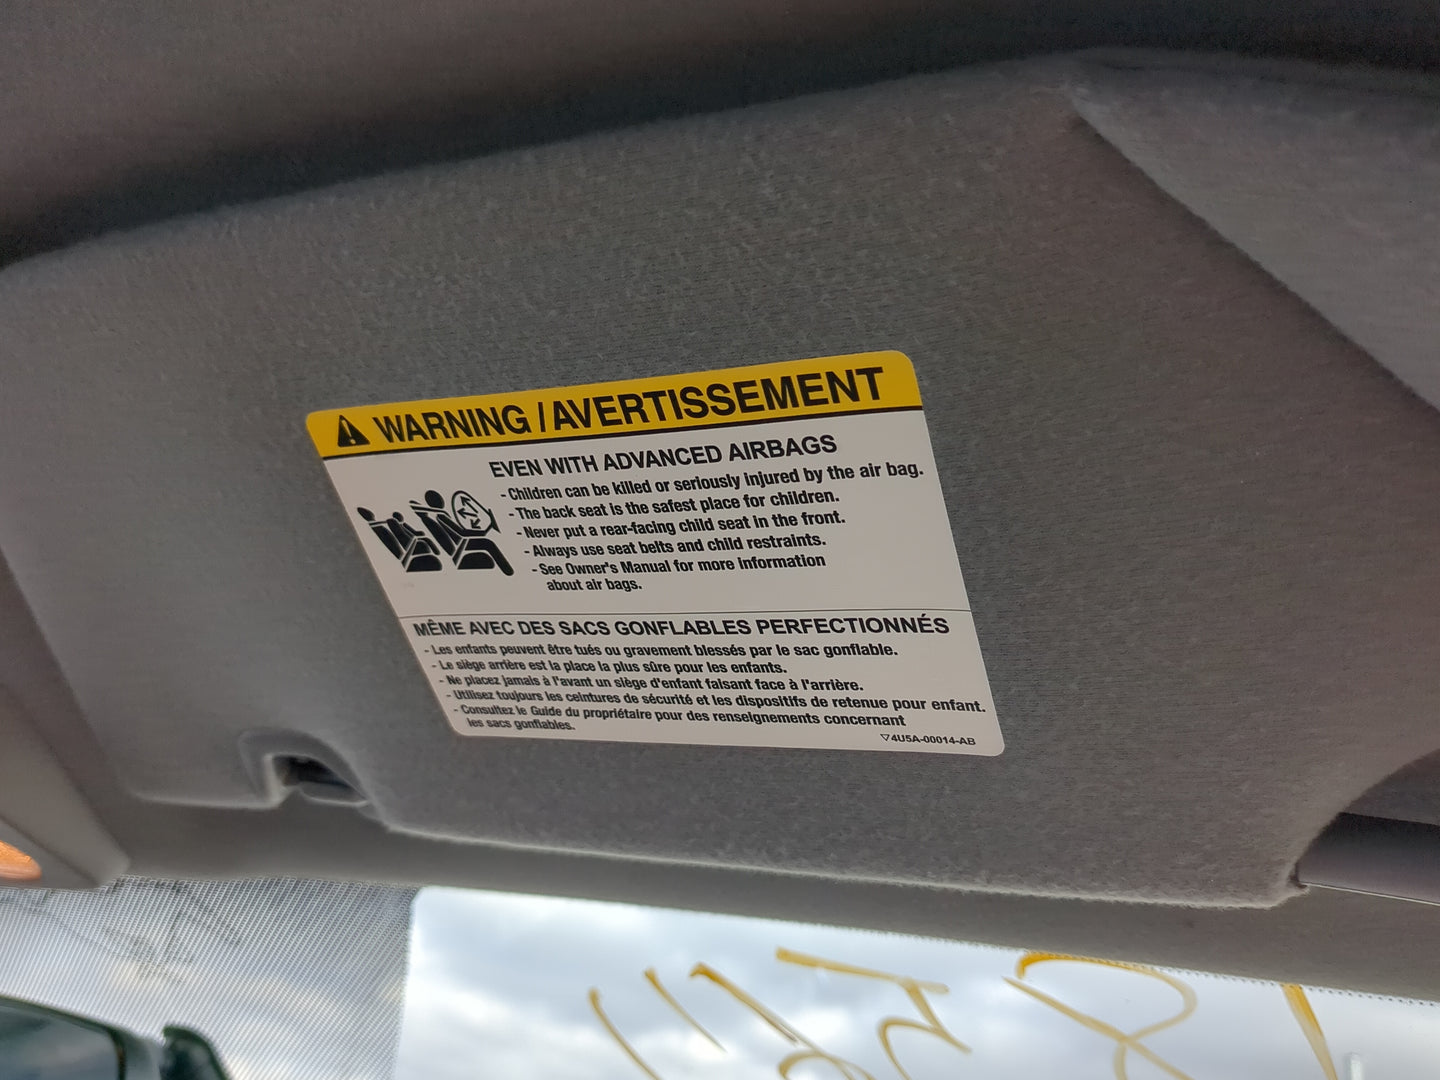 WARNING / AVERTISSEMENT
EVEN WITH ADVANCED AIRBAGS
- Children can be killed or seriously injured by the air bag.
- The back seat is the safest place for children.
- Never put a rear-facing child seat in the front.
- Always use seat belts and child restraints.
- See Owner's Manual for more information
about air bags.
MÊME AVEC DES SACS GONFLABLES PERFECTIONNÉS
- Les enfants peuvent être tués ou gravement blessés par le sac gonflable.
- Le siège arrière est la place la plus sûre pour les enfants.
- Ne placez jamais à l'avant un siège d'enfant faisant face à l'arrière.
- Utilisez toujours les ceintures de sécurité et les dispositifs de retenue pour enfant.
- Consultez le Guide du propriétaire pour des renseignements concernant
les sacs gonflables.
▽4U5A-00014-AB